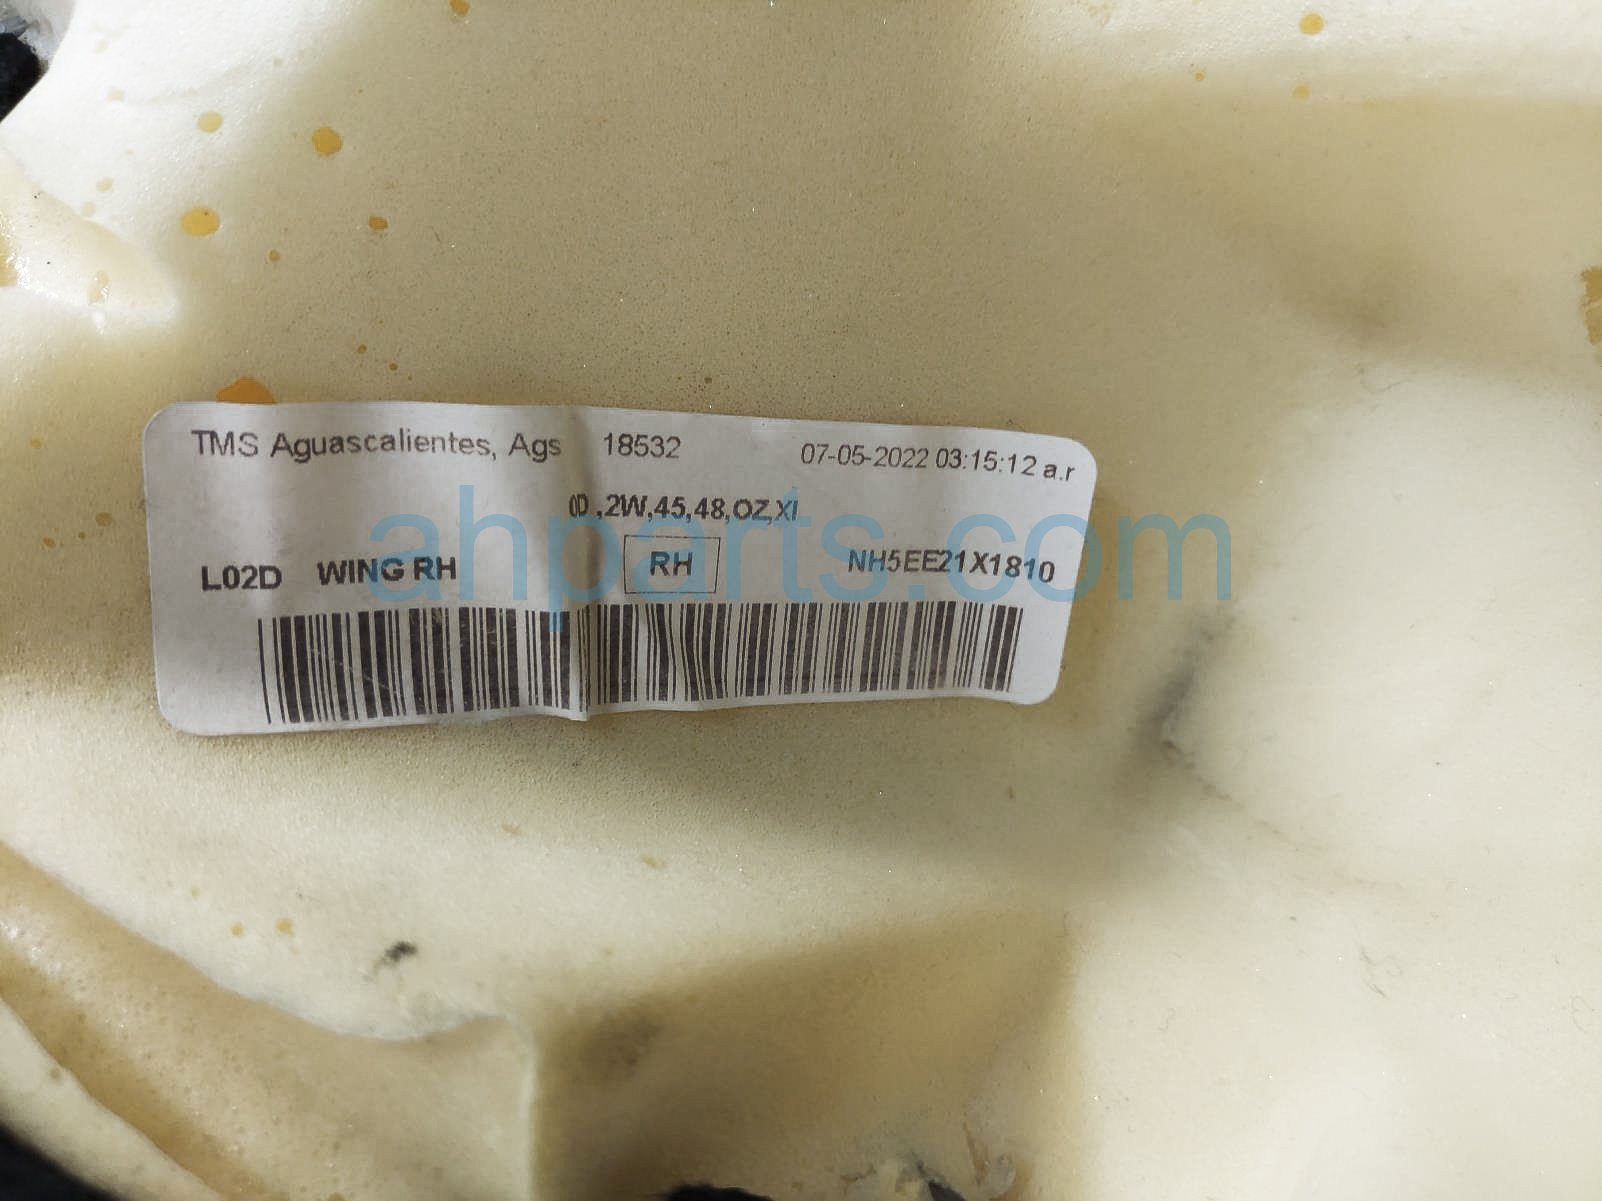 TMS Aguascalientes, Ags 18532 07-05-2022 03:15:12 a.r
0D ,2W,45,48,OZ,XI
L02D WING RH RH NH5EE21X1810
ahparts.com